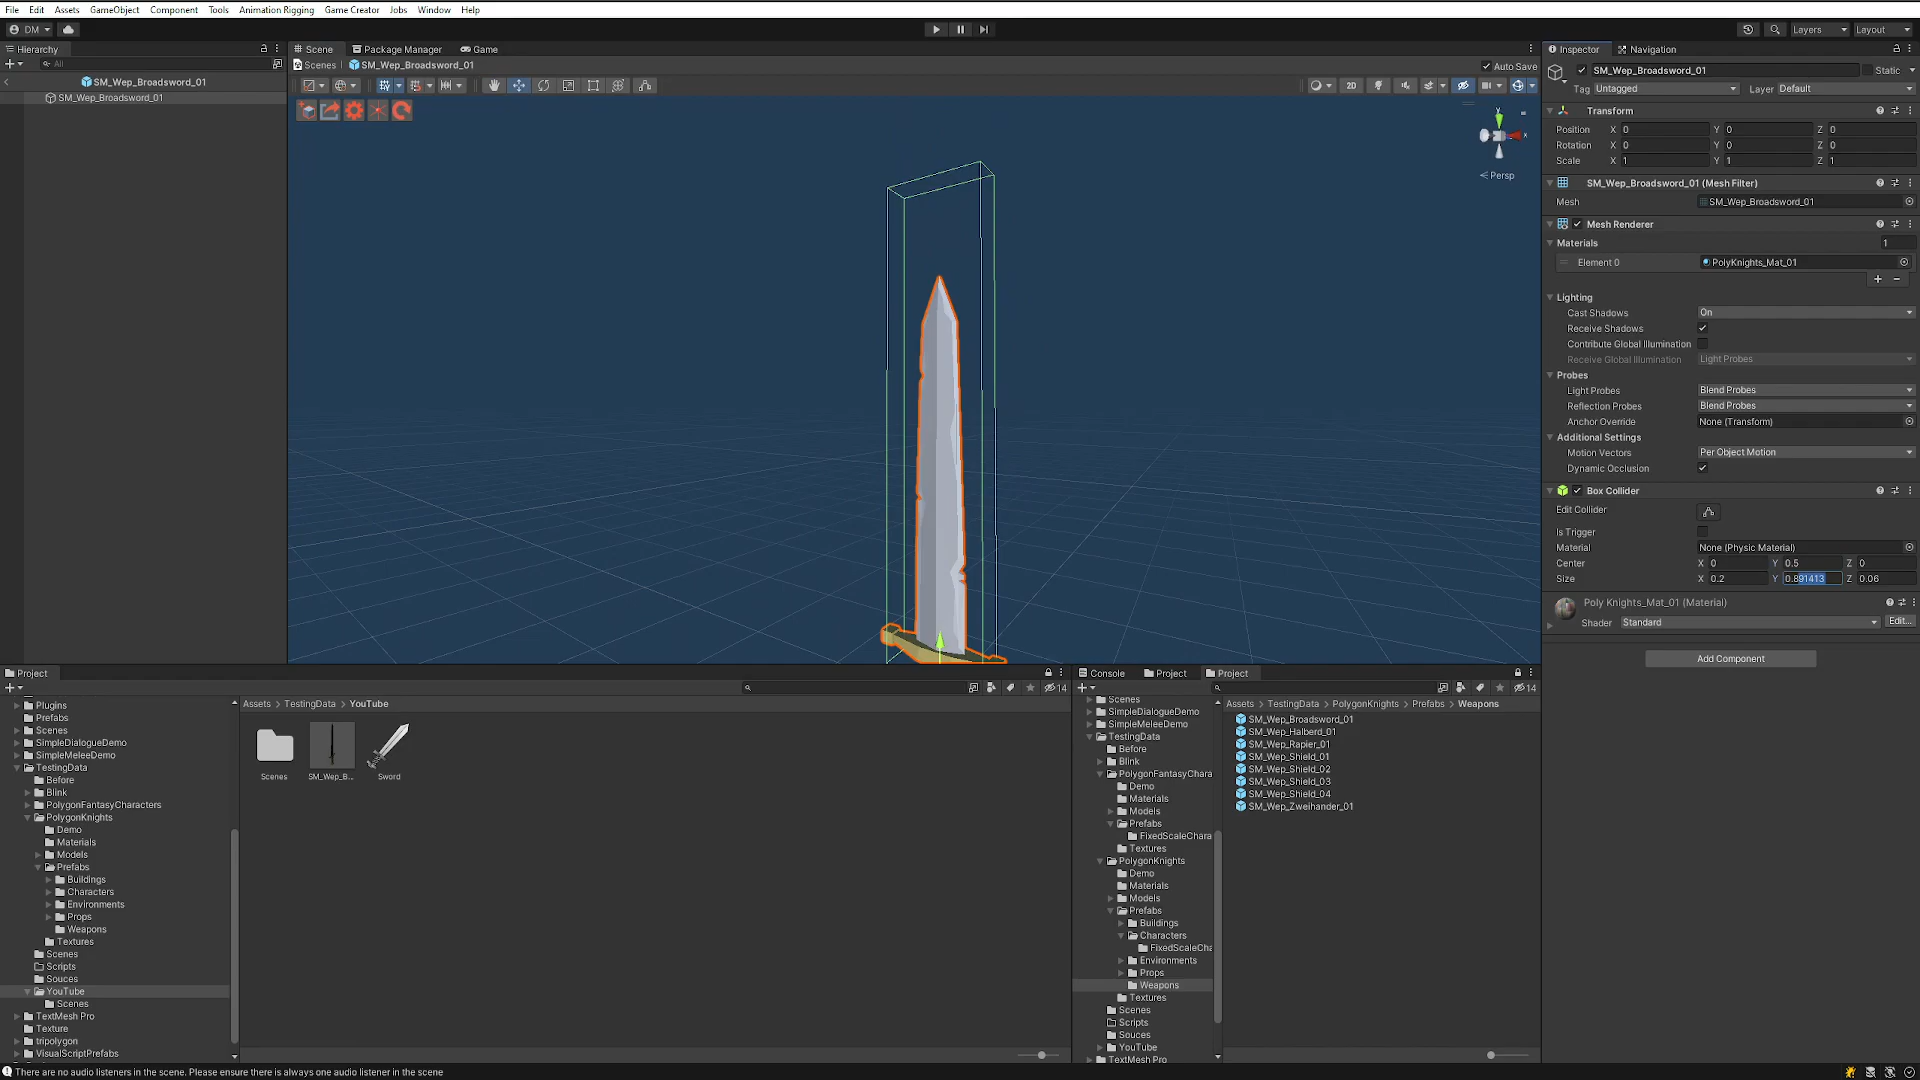 File Edit Assets GameObject Component Tools Animation Rigging Game Creator Jobs Window Help
DM Layers Layout
Hierarchy
All
SM_Wep_Broadsword_01
SM_Wep_Broadsword_01
Scene Package Manager Game
Scenes SM_Wep_Broadsword_01 Auto Save
2D
Y
X
Persp
Inspector Navigation
SM_Wep_Broadsword_01 Static
Tag Untagged Layer Default
Transform
Position X 0 Y 0 Z 0
Rotation X 0 Y 0 Z 0
Scale X 1 Y 1 Z 1
SM_Wep_Broadsword_01 (Mesh Filter)
Mesh SM_Wep_Broadsword_01
Mesh Renderer
Materials 1
Element 0 PolyKnights_Mat_01
Lighting
Cast Shadows On
Receive Shadows
Contribute Global Illumination
Receive Global Illumination Light Probes
Probes
Light Probes Blend Probes
Reflection Probes Blend Probes
Anchor Override None (Transform)
Additional Settings
Motion Vectors Per Object Motion
Dynamic Occlusion
Box Collider
Edit Collider
Is Trigger
Material None (Physic Material)
Center X 0 Y 0.5 Z 0
Size X 0.2 Y 0.891413 Z 0.06
Poly Knights_Mat_01 (Material)
Shader Standard Edit...
Add Component
Project
14
Plugins
Prefabs
Scenes
SimpleDialogueDemo
SimpleMeleeDemo
TestingData
Before
Blink
PolygonFantasyCharacters
PolygonKnights
Demo
Materials
Models
Prefabs
Buildings
Characters
Environments
Props
Weapons
Textures
Scenes
Scripts
Souces
YouTube
Scenes
TextMesh Pro
Texture
tripolygon
VisualScriptPrefabs
Assets TestingData YouTube
Scenes SM_Wep_B... Sword
Console Project Project
14
Scenes
SimpleDialogueDemo
SimpleMeleeDemo
TestingData
Before
Blink
PolygonFantasyChara
Demo
Materials
Models
Prefabs
FixedScaleChara
Textures
PolygonKnights
Demo
Materials
Models
Prefabs
Buildings
Characters
FixedScaleCha
Environments
Props
Weapons
Textures
Scenes
Scripts
Souces
YouTube
TextMesh Pro
Assets TestingData PolygonKnights Prefabs Weapons
SM_Wep_Broadsword_01
SM_Wep_Halberd_01
SM_Wep_Rapier_01
SM_Wep_Shield_01
SM_Wep_Shield_02
SM_Wep_Shield_03
SM_Wep_Shield_04
SM_Wep_Zweihander_01
There are no audio listeners in the scene. Please ensure there is always one audio listener in the scene